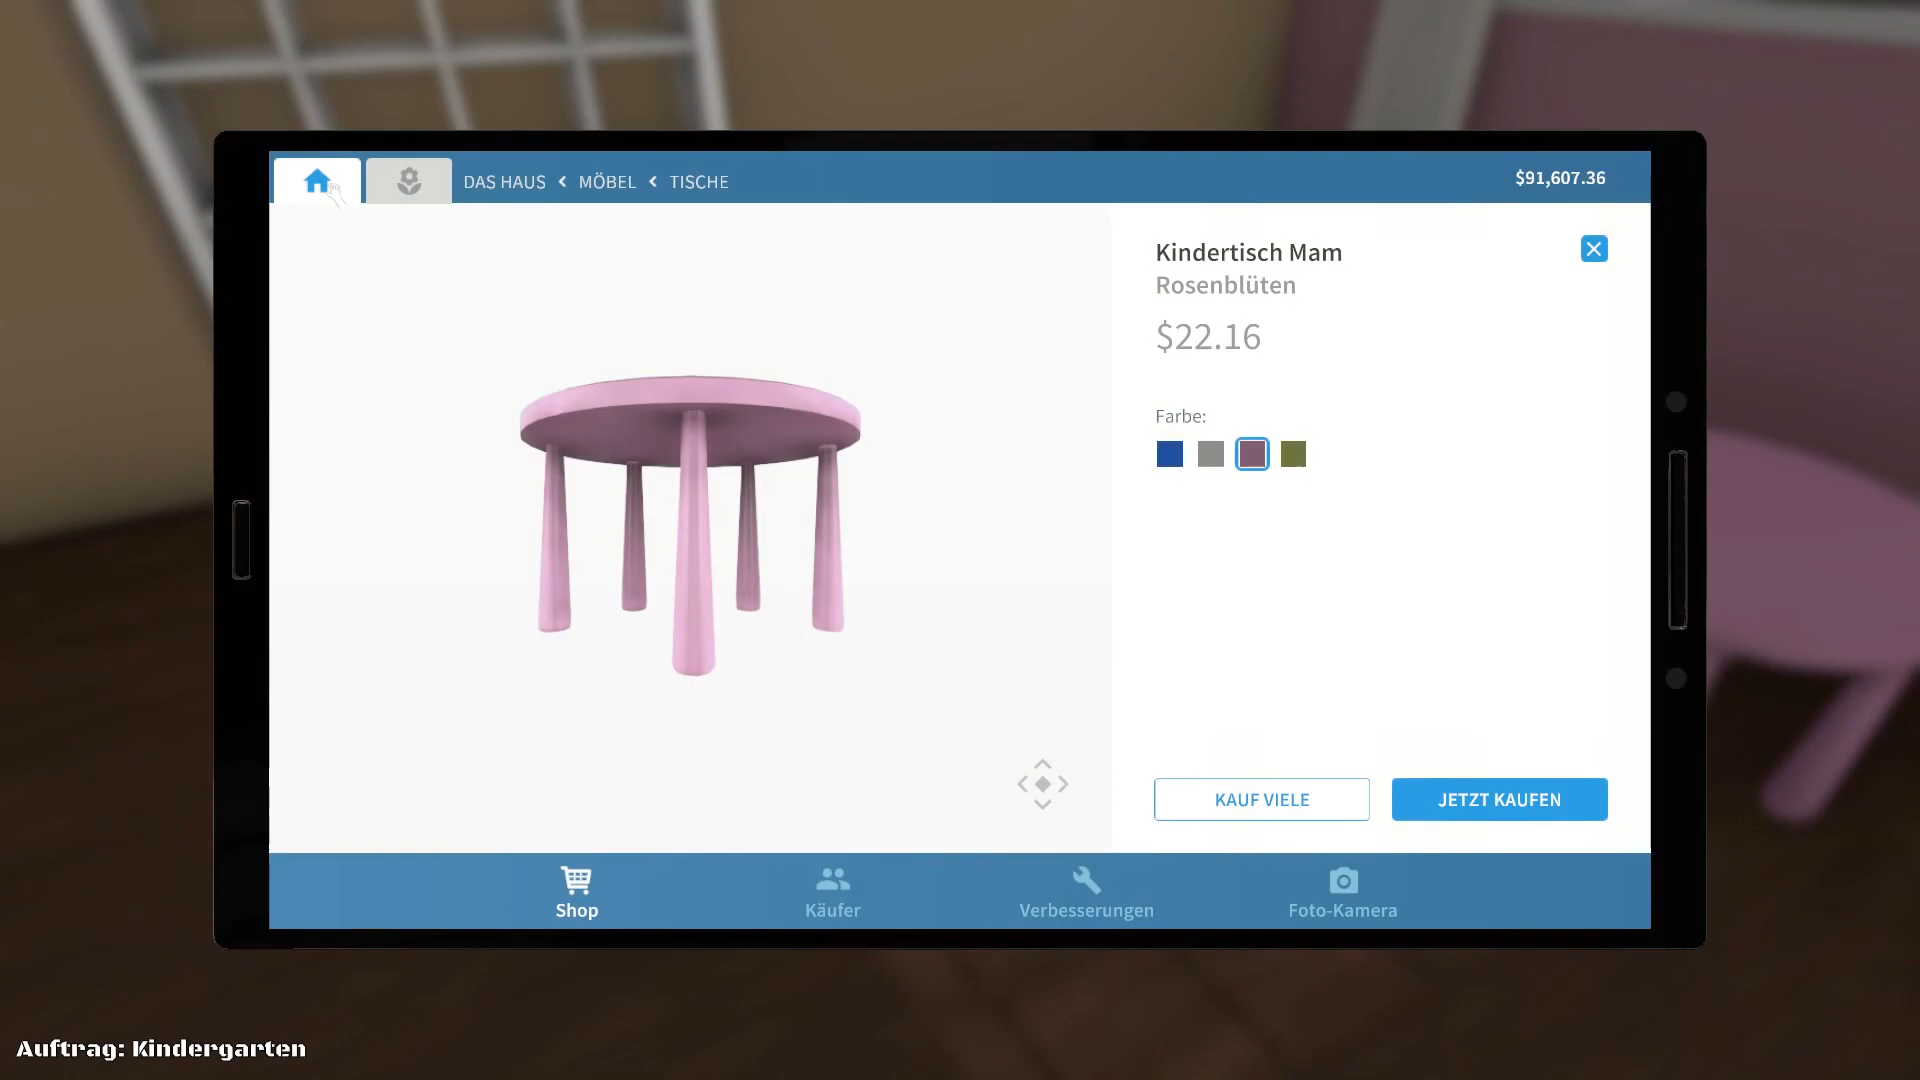 DAS HAUS < MÖBEL < TISCHE
$91,607.36
Kindertisch Mam
Rosenblüten
$22.16
Farbe:
KAUF VIELE
JETZT KAUFEN
Shop
Käufer
Verbesserungen
Foto-Kamera
Auftrag: Kindergarten